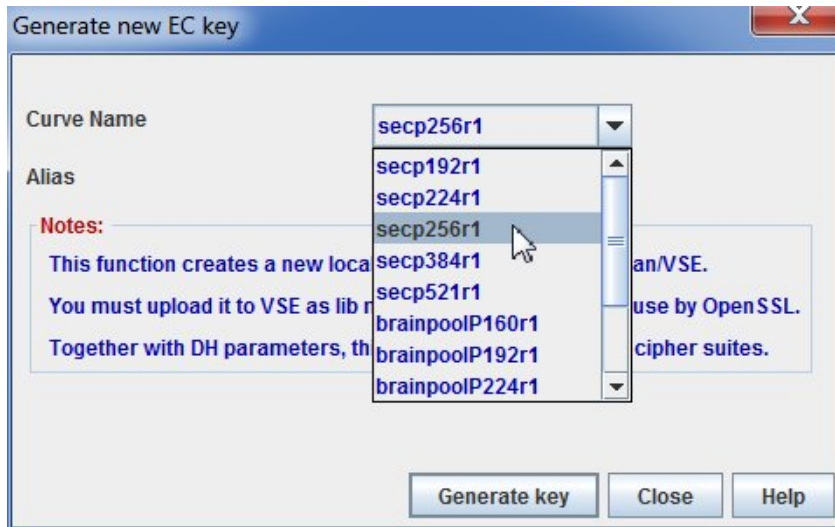 Generate new EC key
Curve Name
secp256r1
secp192r1
secp224r1
secp256r1
secp384r1
secp521r1
brainpoolP160r1
brainpoolP192r1
brainpoolP224r1
Alias
Notes:
This function creates a new an/VSE.
You must upload it to VSE as lib use by OpenSSL.
Together with DH parameters, cipher suites.
Generate key
Close
Help